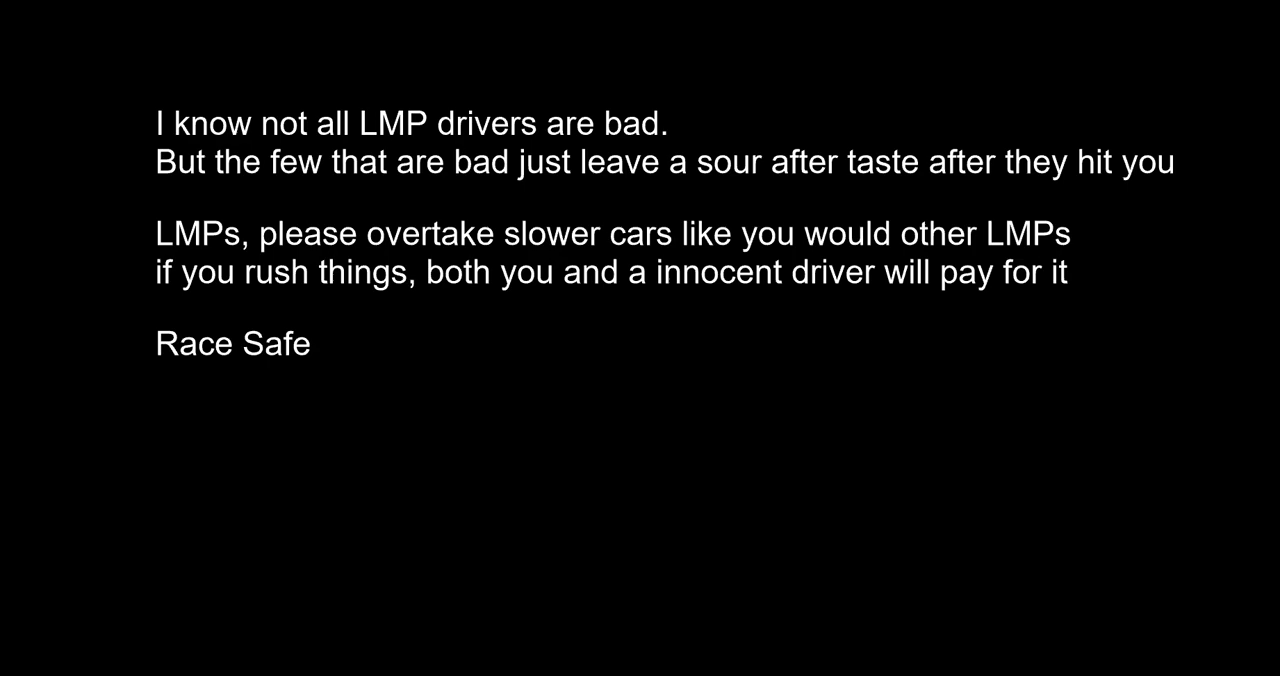 I know not all LMP drivers are bad.
But the few that are bad just leave a sour after taste after they hit you
LMPs, please overtake slower cars like you would other LMPs
if you rush things, both you and a innocent driver will pay for it
Race Safe